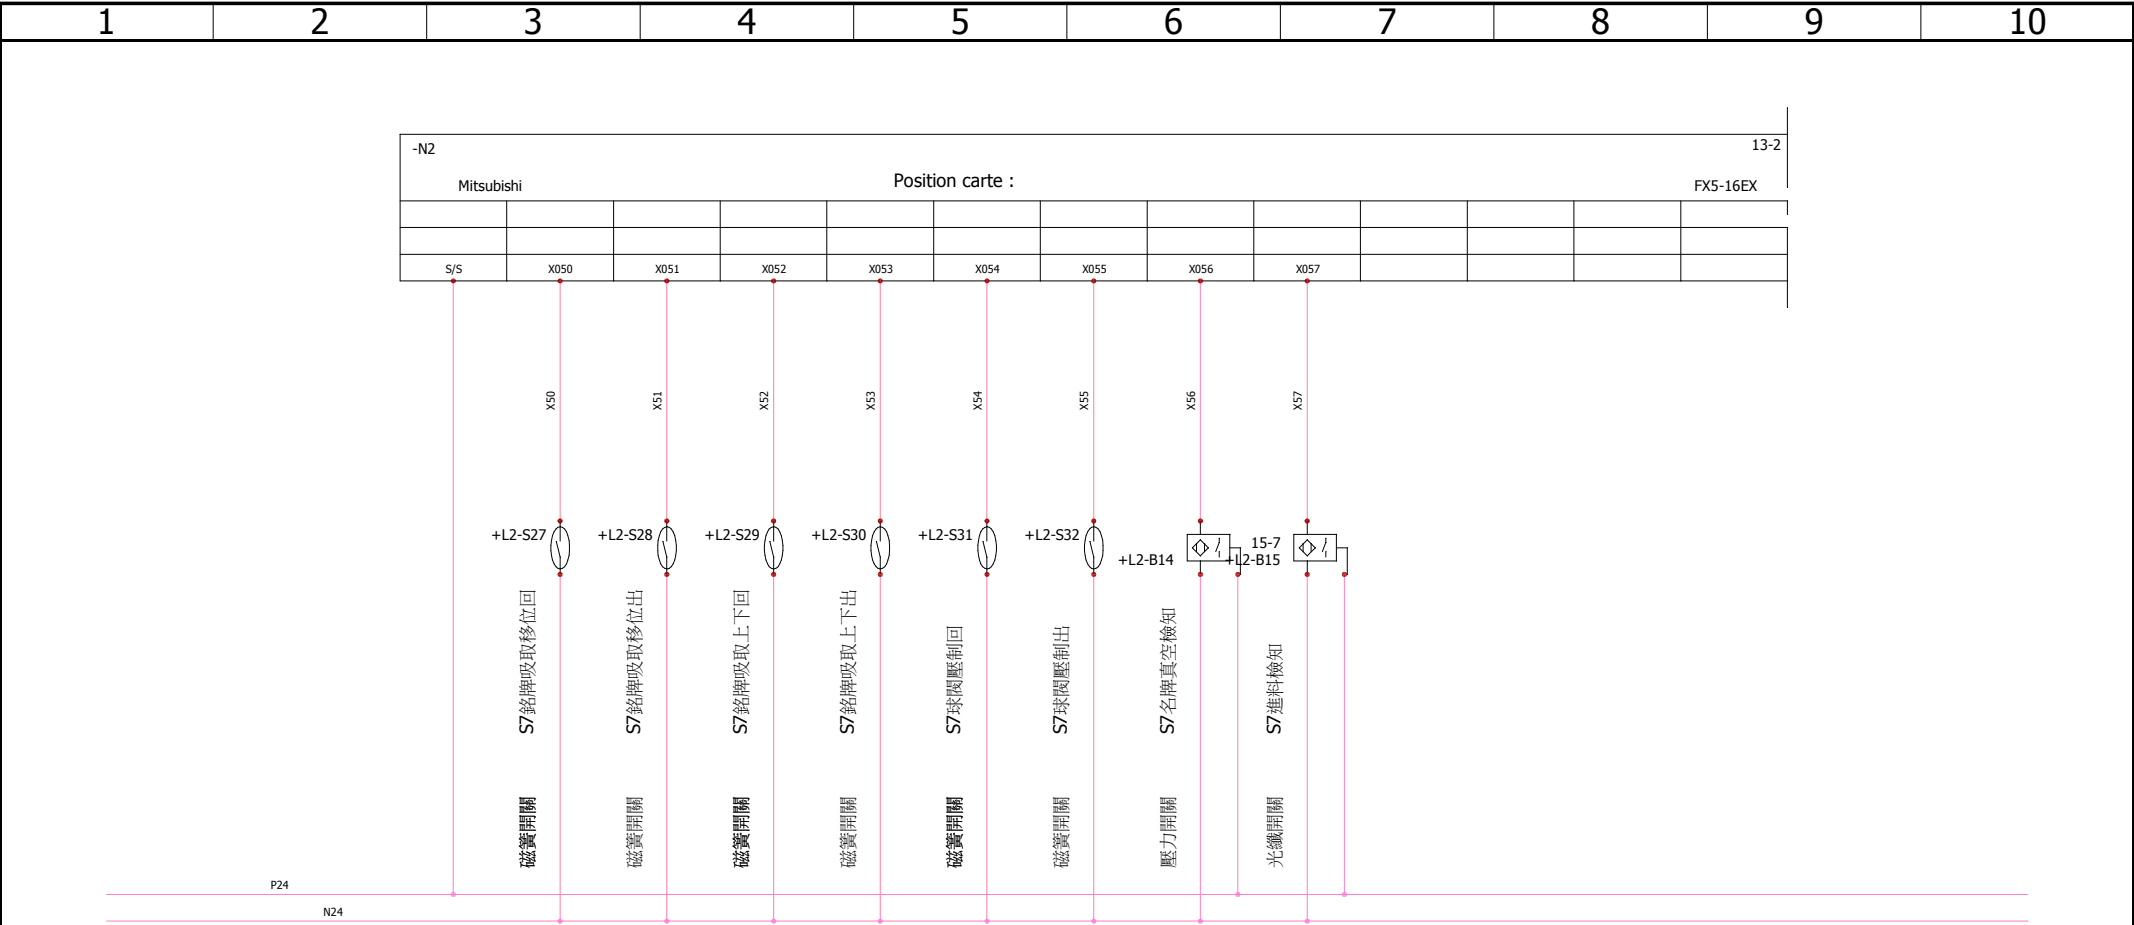 1 2 3 4 5 6 7 8 9 10
-N2 13-2
Mitsubishi Position carte : FX5-16EX
S/S X050 X051 X052 X053 X054 X055 X056 X057
X50 X51 X52 X53 X54 X55 X56 X57
+L2-S27 +L2-S28 +L2-S29 +L2-S30 +L2-S31 +L2-S32 +L2-B14 15-7
+L2-B15
S7銘牌吸取移位回
S7銘牌吸取移位出
S7銘牌吸取上下回
S7銘牌吸取上下出
S7球閥壓制回
S7球閥壓制出
S7名牌真空檢知
S7進料檢知
磁簧開關
磁簧開關
磁簧開關
磁簧開關
磁簧開關
磁簧開關
壓力開關
光纖開關
P24
N24